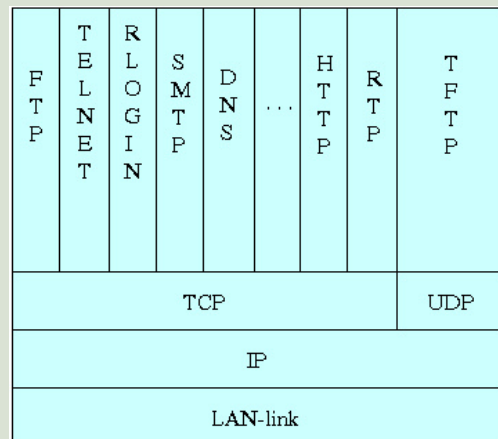 FTP
TELNET
RLOGIN
SMTP
DNS
...
HTTP
RTP
TFTP
TCP
UDP
IP
LAN-link